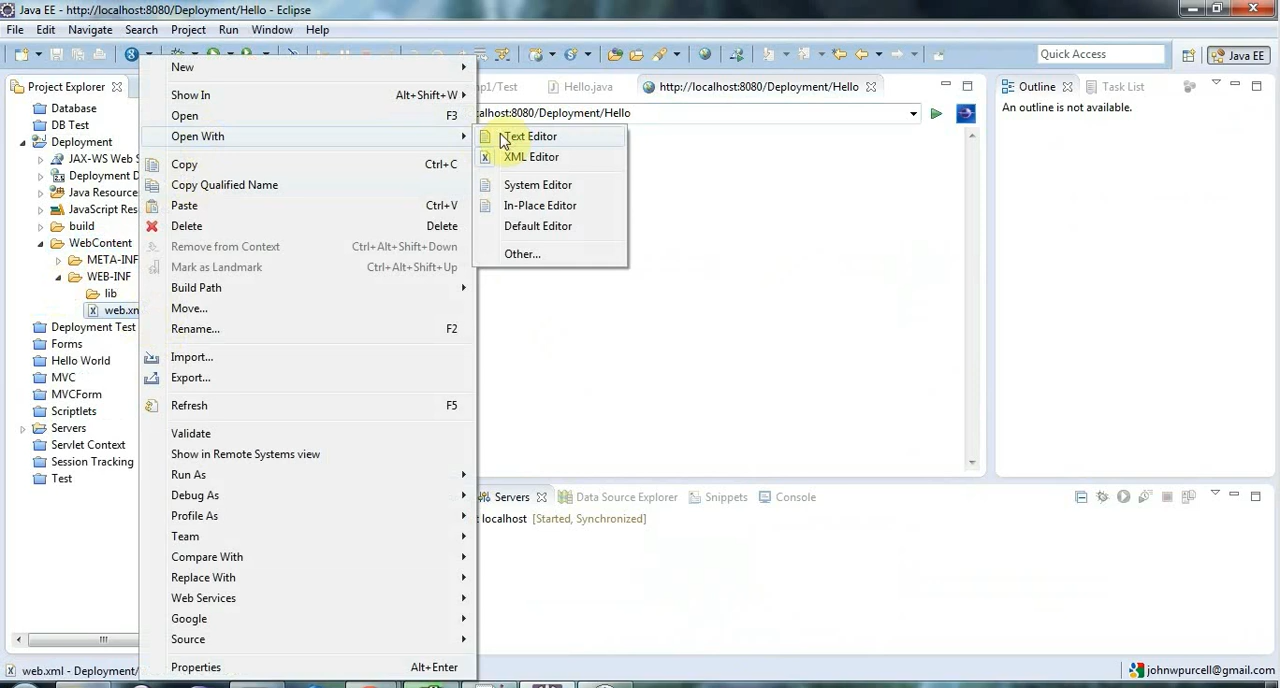 Java EE - http://localhost:8080/Deployment/Hello - Eclipse
File Edit Navigate Search Project Run Window Help
Quick Access Java EE
Project Explorer
Database
DB Test
Deployment
JAX-WS Web S
Deployment D
Java Resource
JavaScript Res
build
WebContent
META-INF
WEB-INF
lib
web.xm
Deployment Test
Forms
Hello World
MVC
MVCForm
Scriptlets
Servers
Servlet Context
Session Tracking
Test
New
Show In Alt+Shift+W
Open F3
Open With
Copy Ctrl+C
Copy Qualified Name
Paste Ctrl+V
Delete Delete
Remove from Context Ctrl+Alt+Shift+Down
Mark as Landmark Ctrl+Alt+Shift+Up
Build Path
Move...
Rename... F2
Import...
Export...
Refresh F5
Validate
Show in Remote Systems view
Run As
Debug As
Profile As
Team
Compare With
Replace With
Web Services
Google
Source
Properties Alt+Enter
Text Editor
XML Editor
System Editor
In-Place Editor
Default Editor
Other...
mp1/Test Hello.java http://localhost:8080/Deployment/Hello
calhost:8080/Deployment/Hello
Outline Task List
An outline is not available.
Servers Data Source Explorer Snippets Console
localhost [Started, Synchronized]
web.xml - Deployment/
johnwpurcell@gmail.com